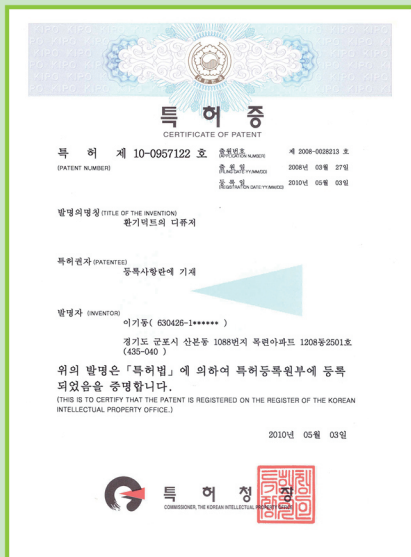 특 허 증
CERTIFICATE OF PATENT
특 허 제 10-0957122 호
(PATENT NUMBER)
출원번호 제 2008-0028213 호
(APPLICATION NUMBER)
출 원 일 2008년 03월 27일
(FILING DATE:YY/MM/DD)
등 록 일 2010년 05월 03일
(REGISTRATION DATE:YY/MM/DD)
발명의명칭 (TITLE OF THE INVENTION)
환기덕트의 디퓨저
특허권자 (PATENTEE)
등록사항란에 기재
발명자 (INVENTOR)
이기동( 630426-1****** )
경기도 군포시 산본동 1088번지 목련아파트 1208동2501호
(435-040 )
위의 발명은「특허법」에 의하여 특허등록원부에 등록
되었음을 증명합니다.
(THIS IS TO CERTIFY THAT THE PATENT IS REGISTERED ON THE REGISTER OF THE KOREAN
INTELLECTUAL PROPERTY OFFICE.)
2010년 05월 03일
특 허 청 장
COMMISSIONER, THE KOREAN INTELLECTUAL PROPERTY OFFICE